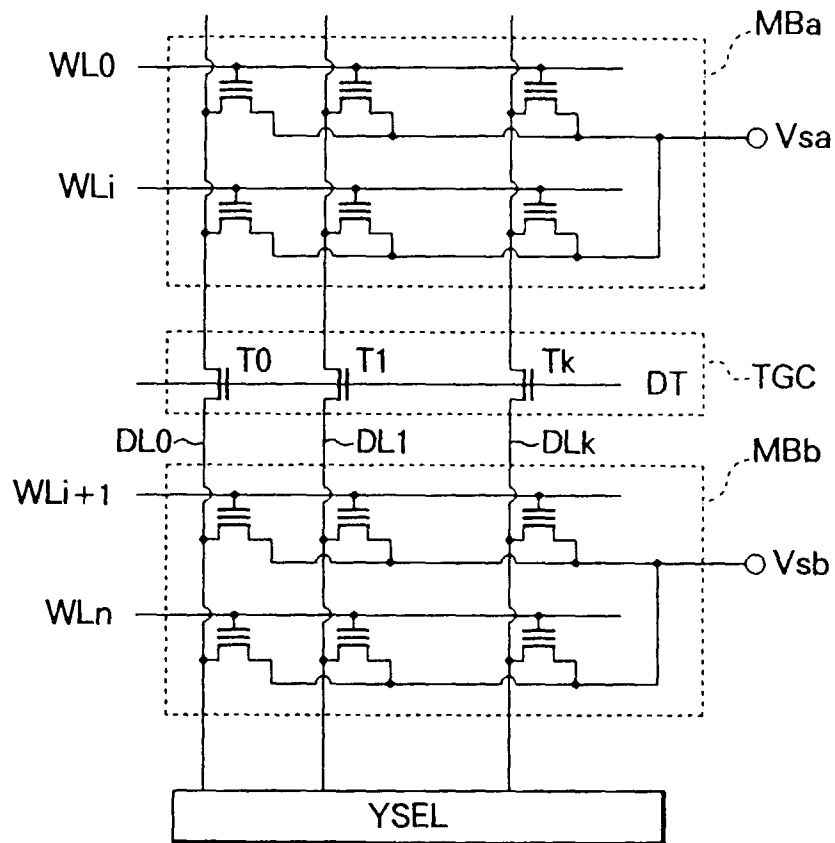 MBa
WL0
Vsa
WLi
T0 T1 Tk DT TGC
DL0 DL1 DLk
MBb
WLi+1
Vsb
WLn
YSEL